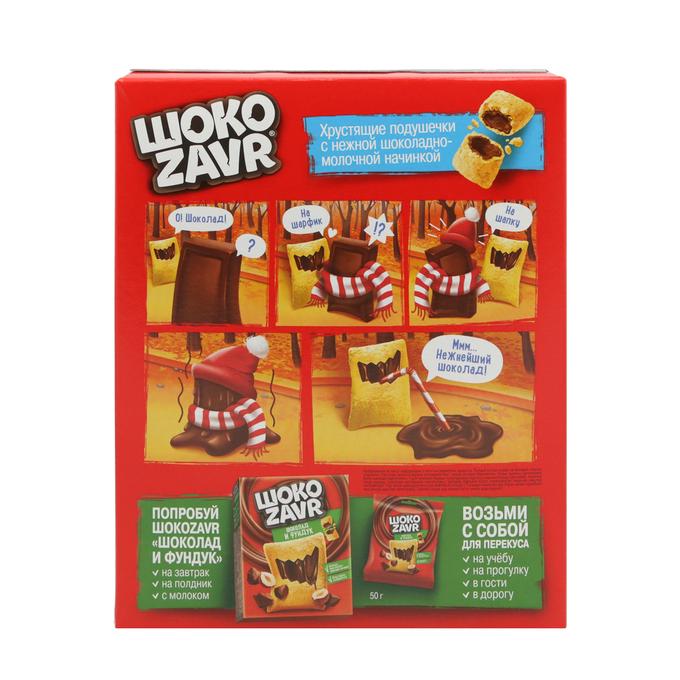 ШОКО
ZAVR®
Хрустящие подушечки
с нежной шоколадно-
молочной начинкой
О! Шоколад!
?
На
шарфик
!?
На
шапку
Ммм...
Нежнейший
шоколад!
ПОПРОБУЙ
ШОКОZAVR
«ШОКОЛАД
И ФУНДУК»
✓ на завтрак
✓ на полдник
✓ с молоком
ШОКО
ZAVR
ШОКОЛАД
И ФУНДУК
ШОКО
ZAVR
50 г
ВОЗЬМИ
С СОБОЙ
ДЛЯ ПЕРЕКУСА
✓ на учёбу
✓ на прогулку
✓ в гости
✓ в дорогу